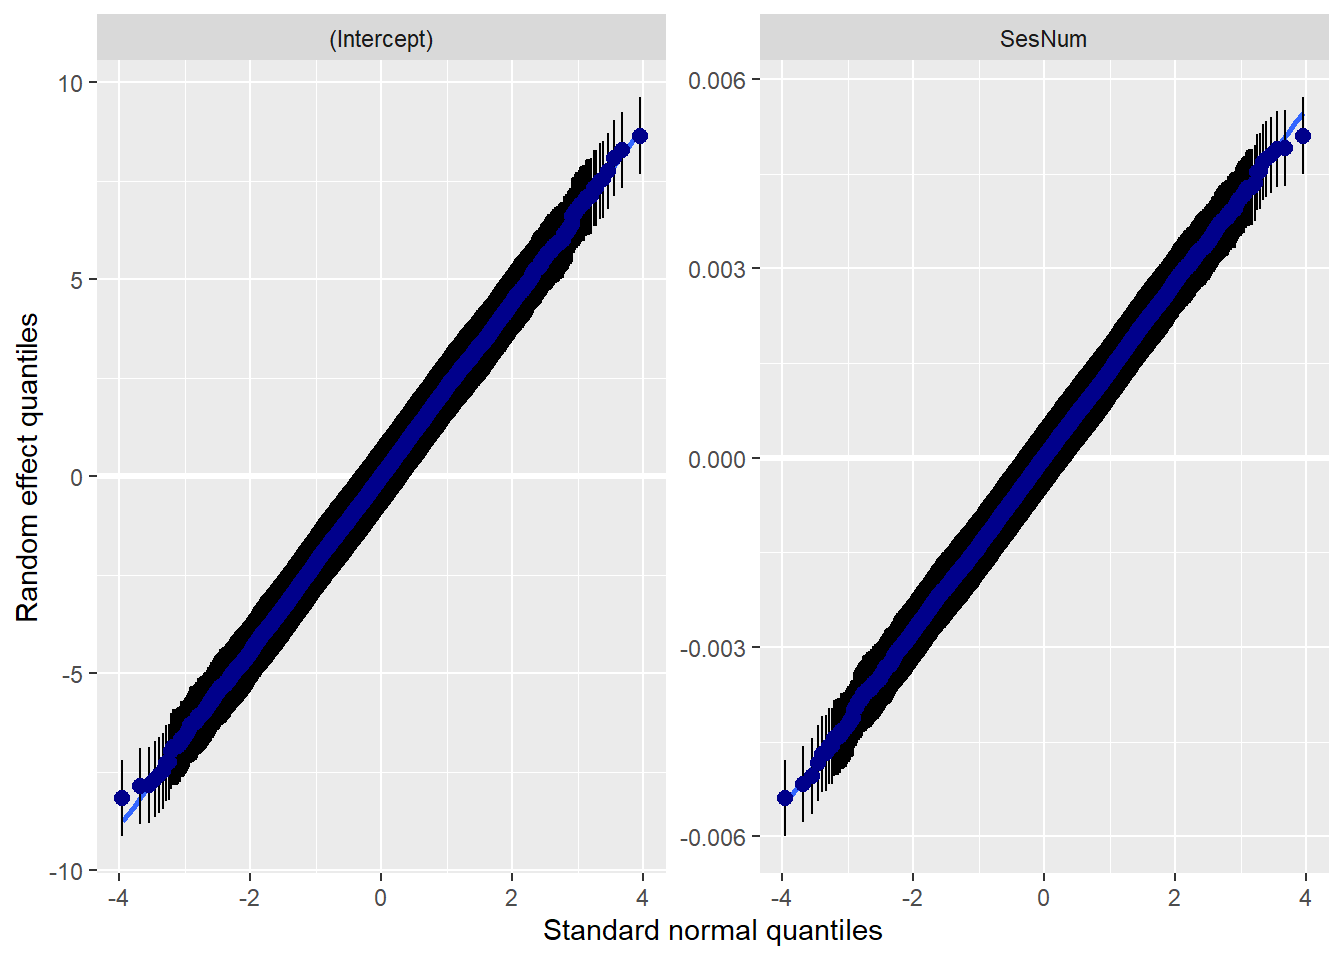 (Intercept)
SesNum
10
5
0
-5
-10
0.006
0.003
0.000
-0.003
-0.006
-4 -2 0 2 4
-4 -2 0 2 4
Random effect quantiles
Standard normal quantiles